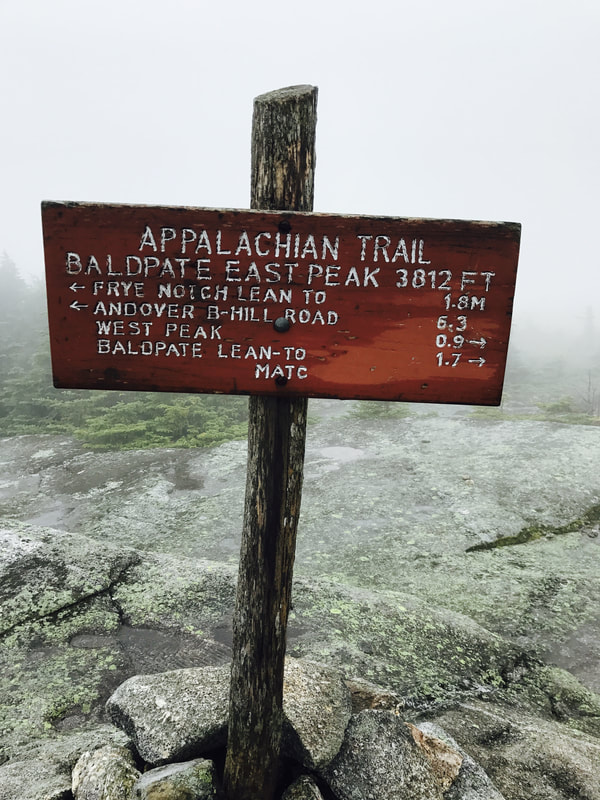 APPALACHIAN TRAIL
BALDPATE EAST PEAK 3812 FT
← FRYE NOTCH LEAN TO 1.8M
← ANDOVER B-HILL ROAD 6.3
WEST PEAK 0.9 →
BALDPATE LEAN-TO 1.7 →
MATC